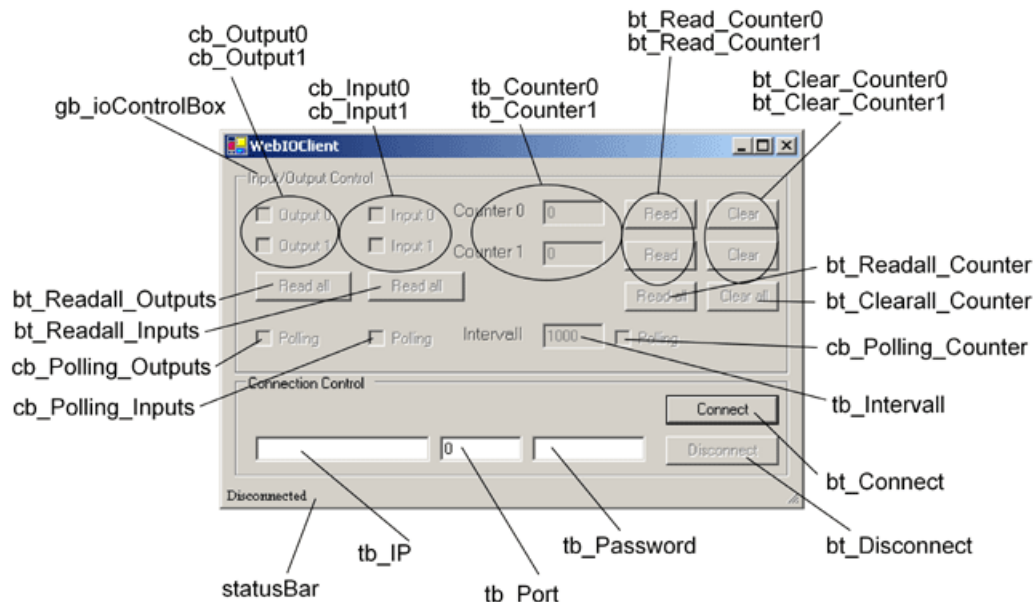 bt_Read_Counter0
bt_Read_Counter1
cb_Output0
cb_Output1
bt_Clear_Counter0
bt_Clear_Counter1
cb_Input0
cb_Input1
tb_Counter0
tb_Counter1
gb_ioControlBox
WebIOClient
Input/Output Control
Output 0 Input 0 Counter 0 0 Read Clear
Output 1 Input 1 Counter 1 0 Read Clear
bt_Readall_Counter
Read all Read all Read all Clear all
bt_Readall_Outputs
bt_Clearall_Counter
bt_Readall_Inputs
Polling Polling Intervall 1000 Polling
cb_Polling_Counter
cb_Polling_Outputs
Connection Control
cb_Polling_Inputs
tb_Intervall
Connect
0 Disconnect
bt_Connect
Disconnected
bt_Disconnect
tb_IP
tb_Password
statusBar
tb_Port